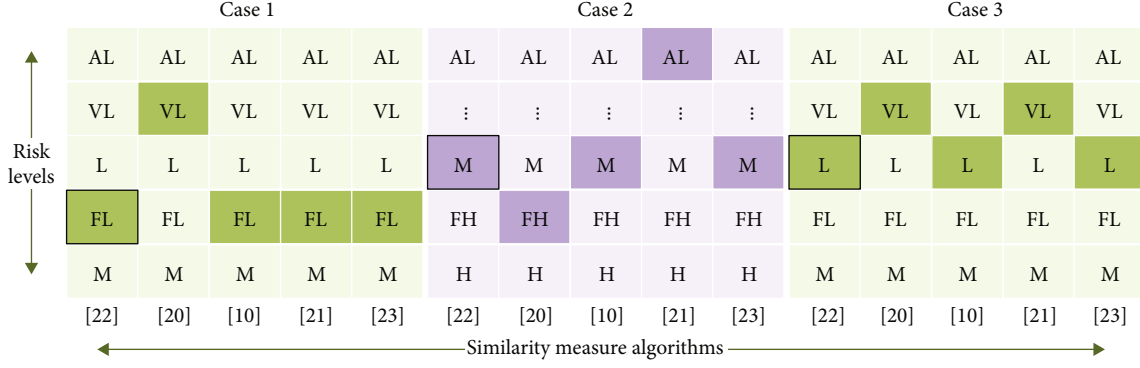 Case 1 Case 2 Case 3
AL AL AL AL AL AL AL AL AL AL AL AL AL AL AL
VL VL VL VL VL ⋮ ⋮ ⋮ ⋮ ⋮ VL VL VL VL VL
Risk levels
L L L L L M M M M M L L L L L
FL FL FL FL FL FH FH FH FH FH FL FL FL FL FL
M M M M M H H H H H M M M M M
[22] [20] [10] [21] [23] [22] [20] [10] [21] [23] [22] [20] [10] [21] [23]
Similarity measure algorithms